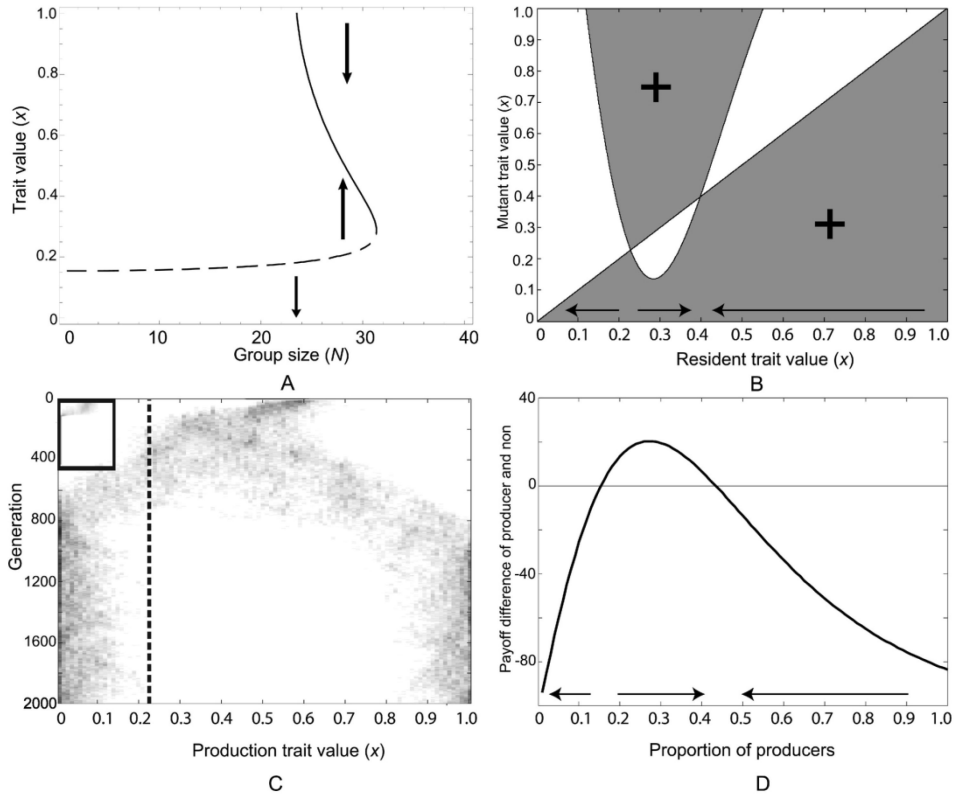 1.0
0.8
0.6
0.4
0.2
0
Trait value (x)
0 10 20 30 40
Group size (N)
A
1.0
0.9
0.8
0.7
0.6
0.5
0.4
0.3
0.2
0.1
0
Mutant trait value (x)
+
+
0 0.1 0.2 0.3 0.4 0.5 0.6 0.7 0.8 0.9 1.0
Resident trait value (x)
B
0
400
800
1200
1600
2000
Generation
0 0.1 0.2 0.3 0.4 0.5 0.6 0.7 0.8 0.9 1.0
Production trait value (x)
C
40
0
-40
-80
Payoff difference of producer and non
0 0.1 0.2 0.3 0.4 0.5 0.6 0.7 0.8 0.9 1.0
Proportion of producers
D